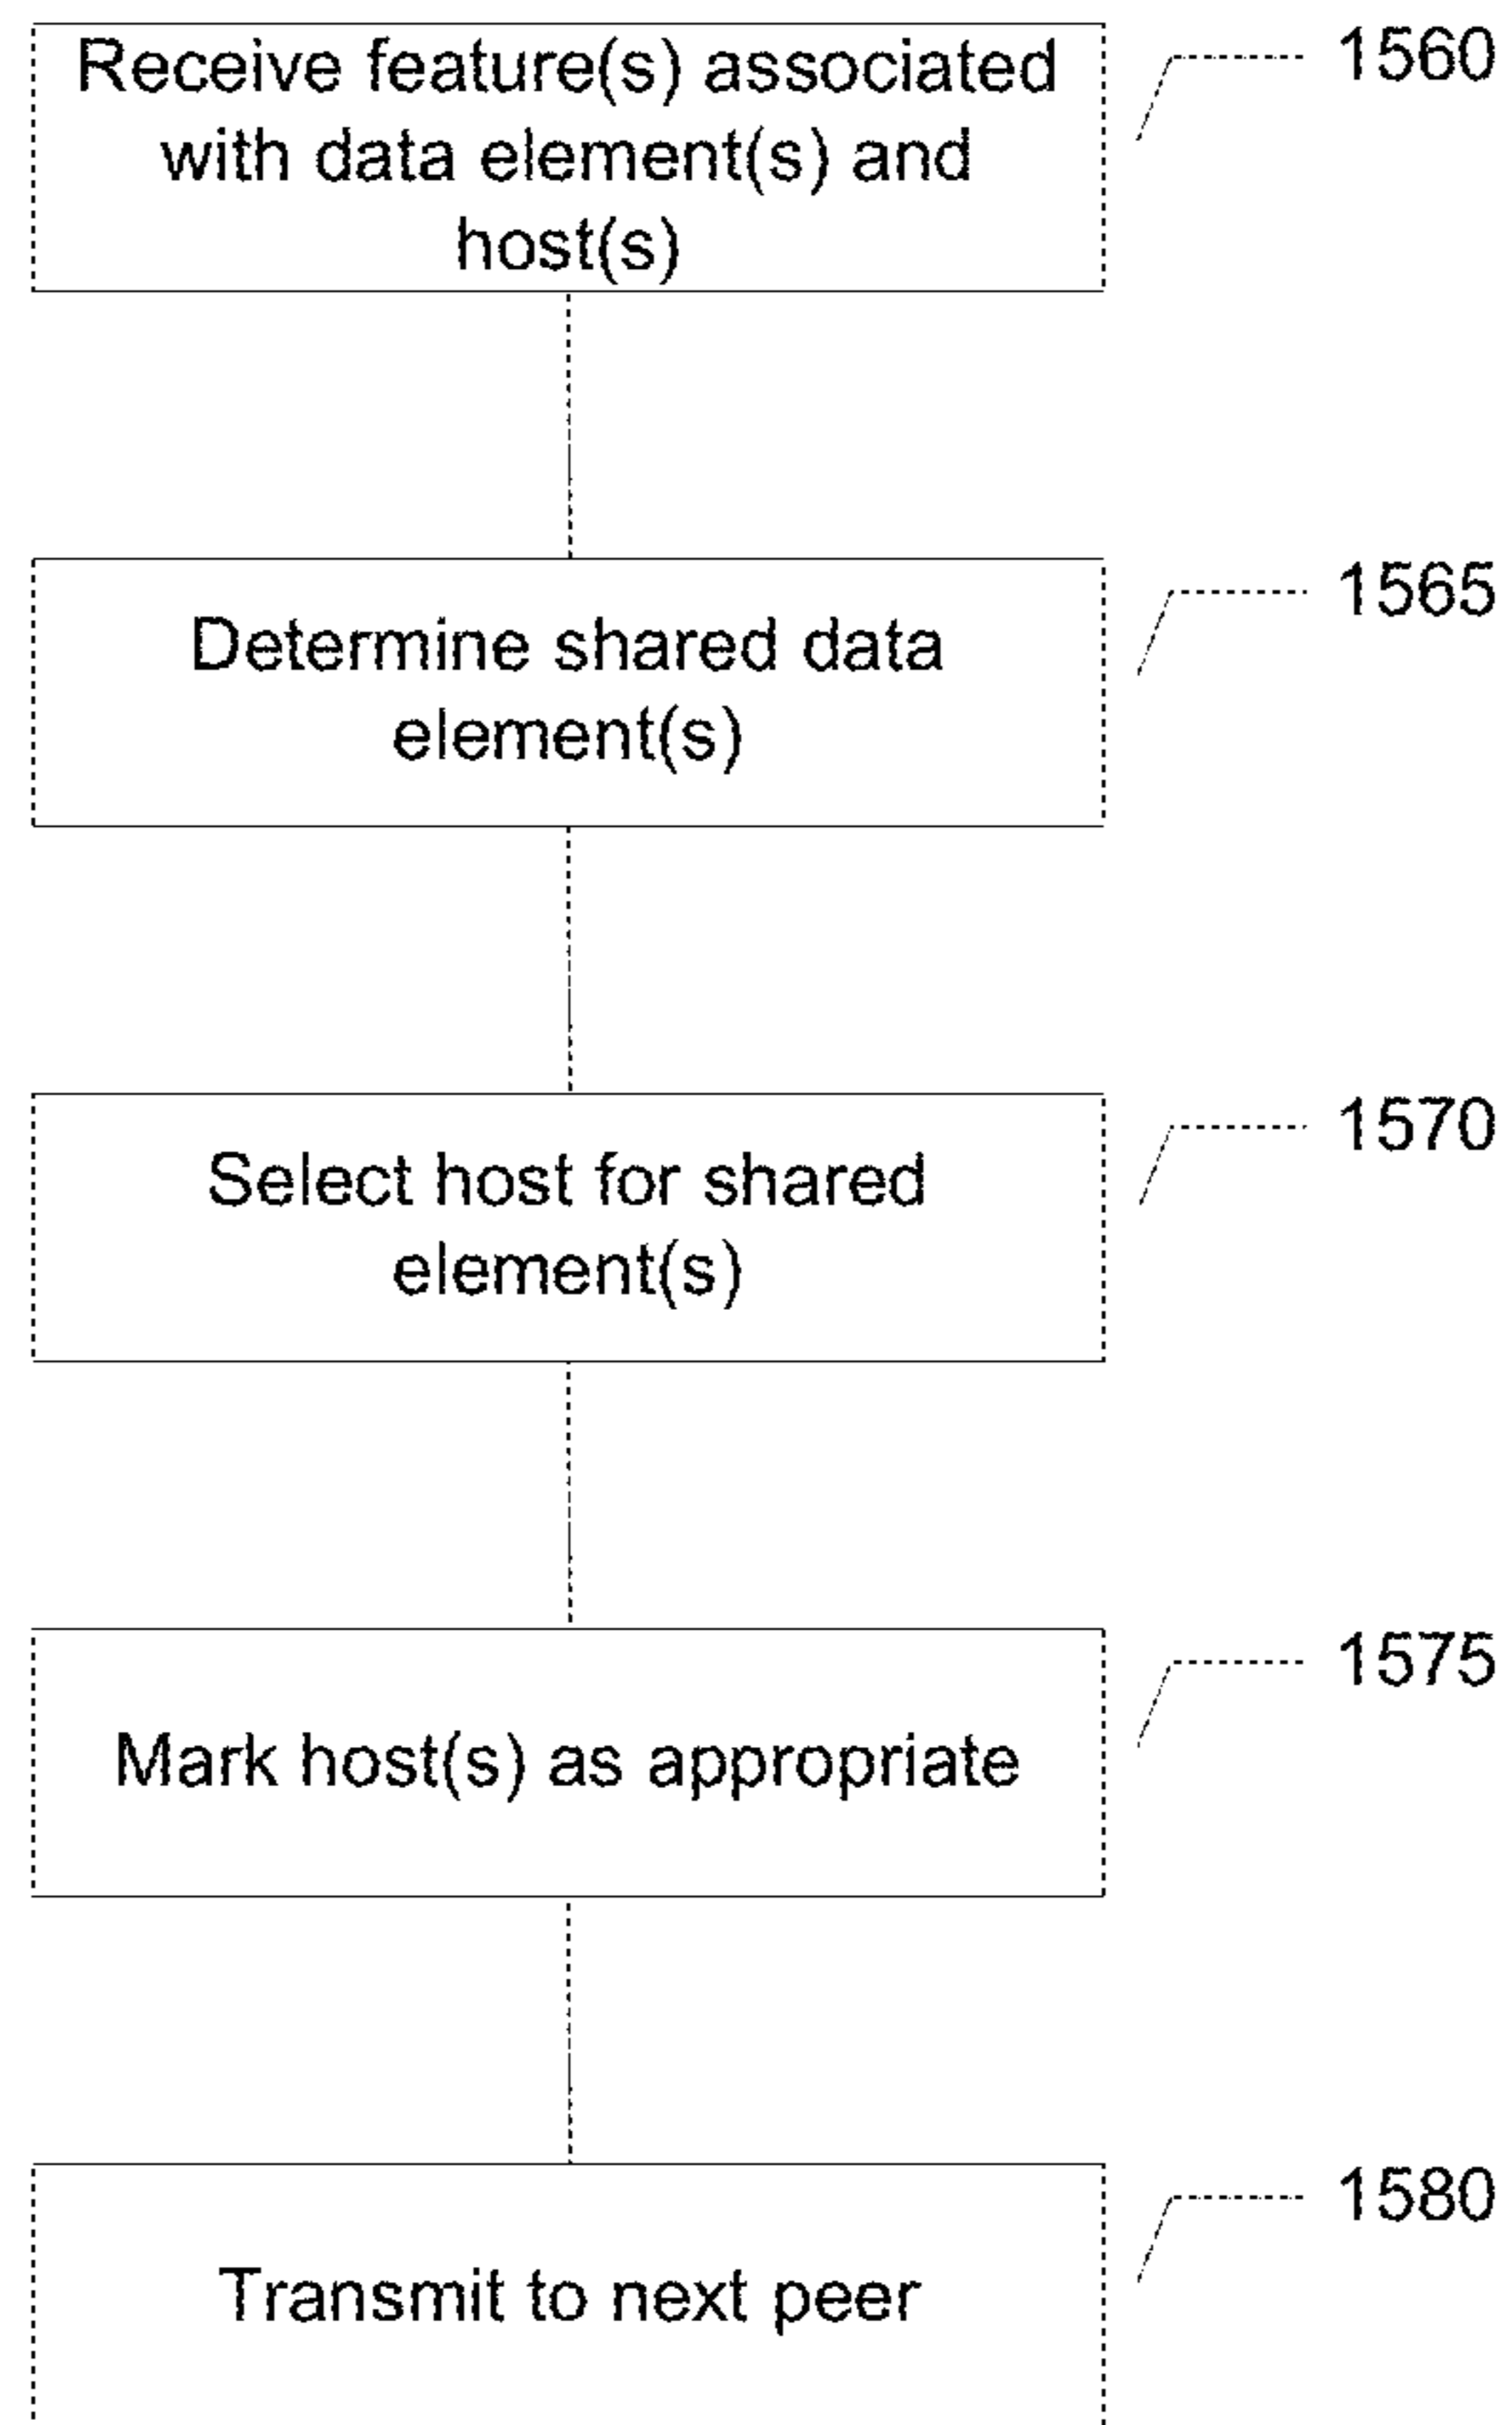 Receive feature(s) associated
with data element(s) and
host(s)
1560
Determine shared data
element(s)
1565
Select host for shared
element(s)
1570
Mark host(s) as appropriate
1575
Transmit to next peer
1580